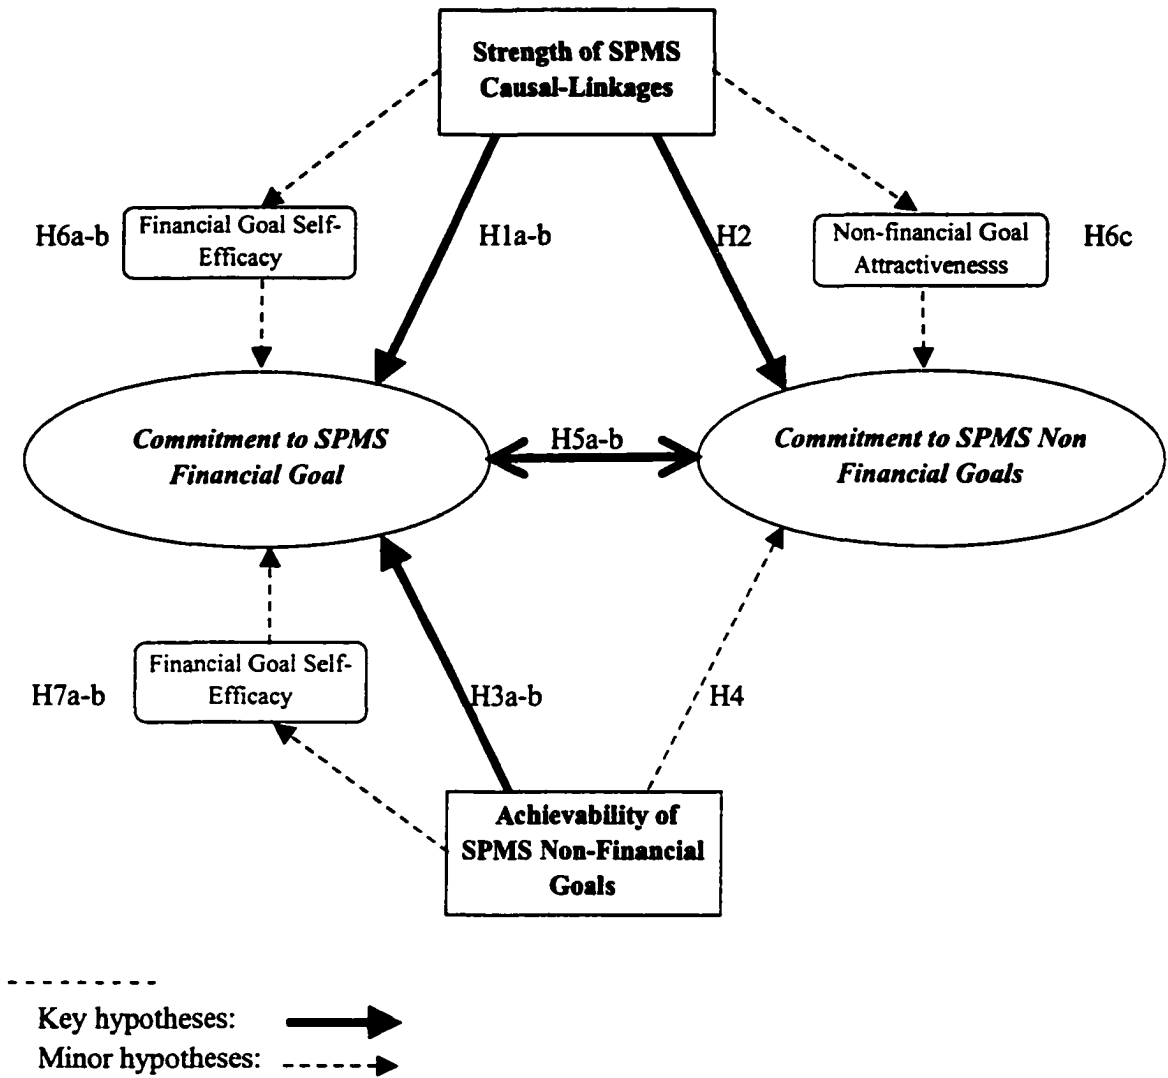 Strength of SPMS
Causal-Linkages
H6a-b
Financial Goal Self-
Efficacy
H1a-b
H2
Non-financial Goal
Attractivenesss
H6c
Commitment to SPMS
Financial Goal
H5a-b
Commitment to SPMS Non
Financial Goals
H7a-b
Financial Goal Self-
Efficacy
H3a-b
H4
Achievability of
SPMS Non-Financial
Goals
Key hypotheses:
Minor hypotheses: